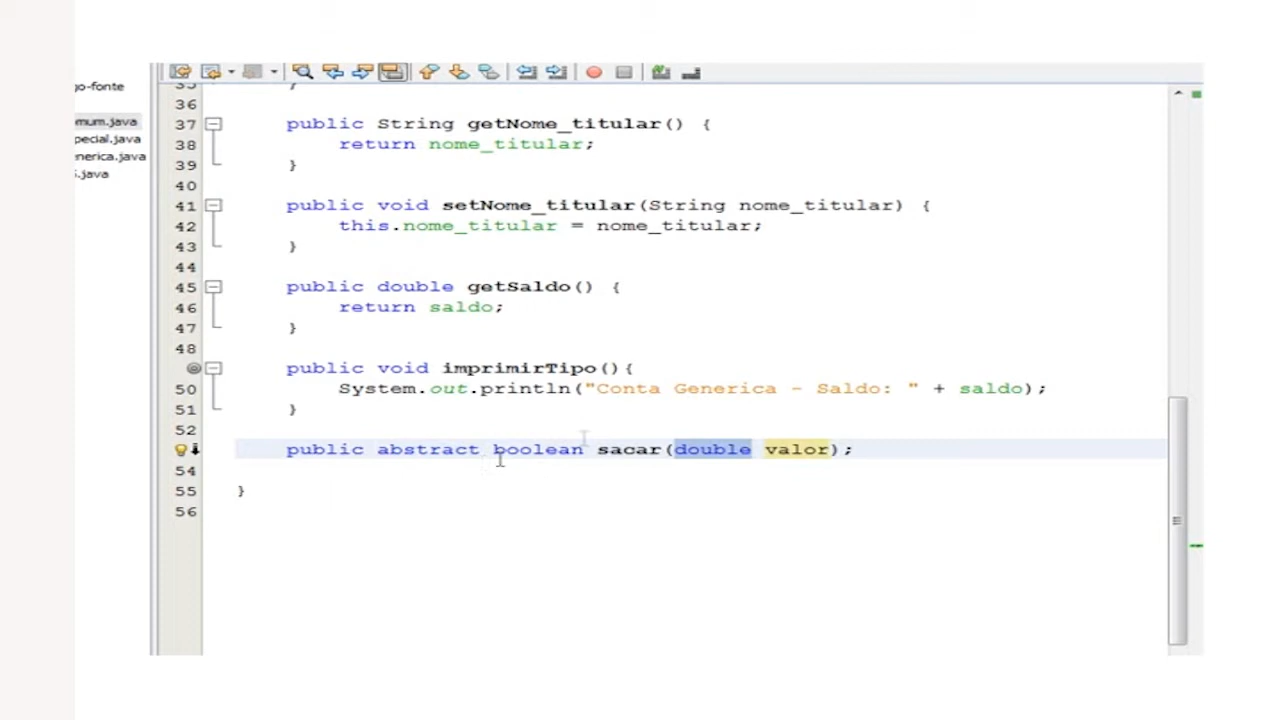 go-fonte
mum.java
pecial.java
nerica.java
.java
35 }
36
37 public String getNome_titular() {
38 return nome_titular;
39 }
40
41 public void setNome_titular(String nome_titular) {
42 this.nome_titular = nome_titular;
43 }
44
45 public double getSaldo() {
46 return saldo;
47 }
48
public void imprimirTipo(){
50 System.out.println("Conta Generica - Saldo: " + saldo);
51 }
52
public abstract boolean sacar(double valor);
54
55 }
56